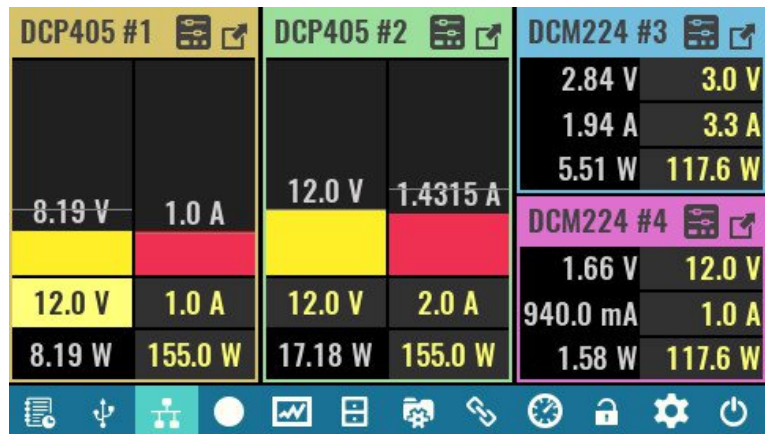 DCP405 #1
8.19 V 1.0 A
12.0 V 1.0 A
8.19 W 155.0 W
DCP405 #2
12.0 V 1.4315 A
12.0 V 2.0 A
17.18 W 155.0 W
DCM224 #3
2.84 V 3.0 V
1.94 A 3.3 A
5.51 W 117.6 W
DCM224 #4
1.66 V 12.0 V
940.0 mA 1.0 A
1.58 W 117.6 W